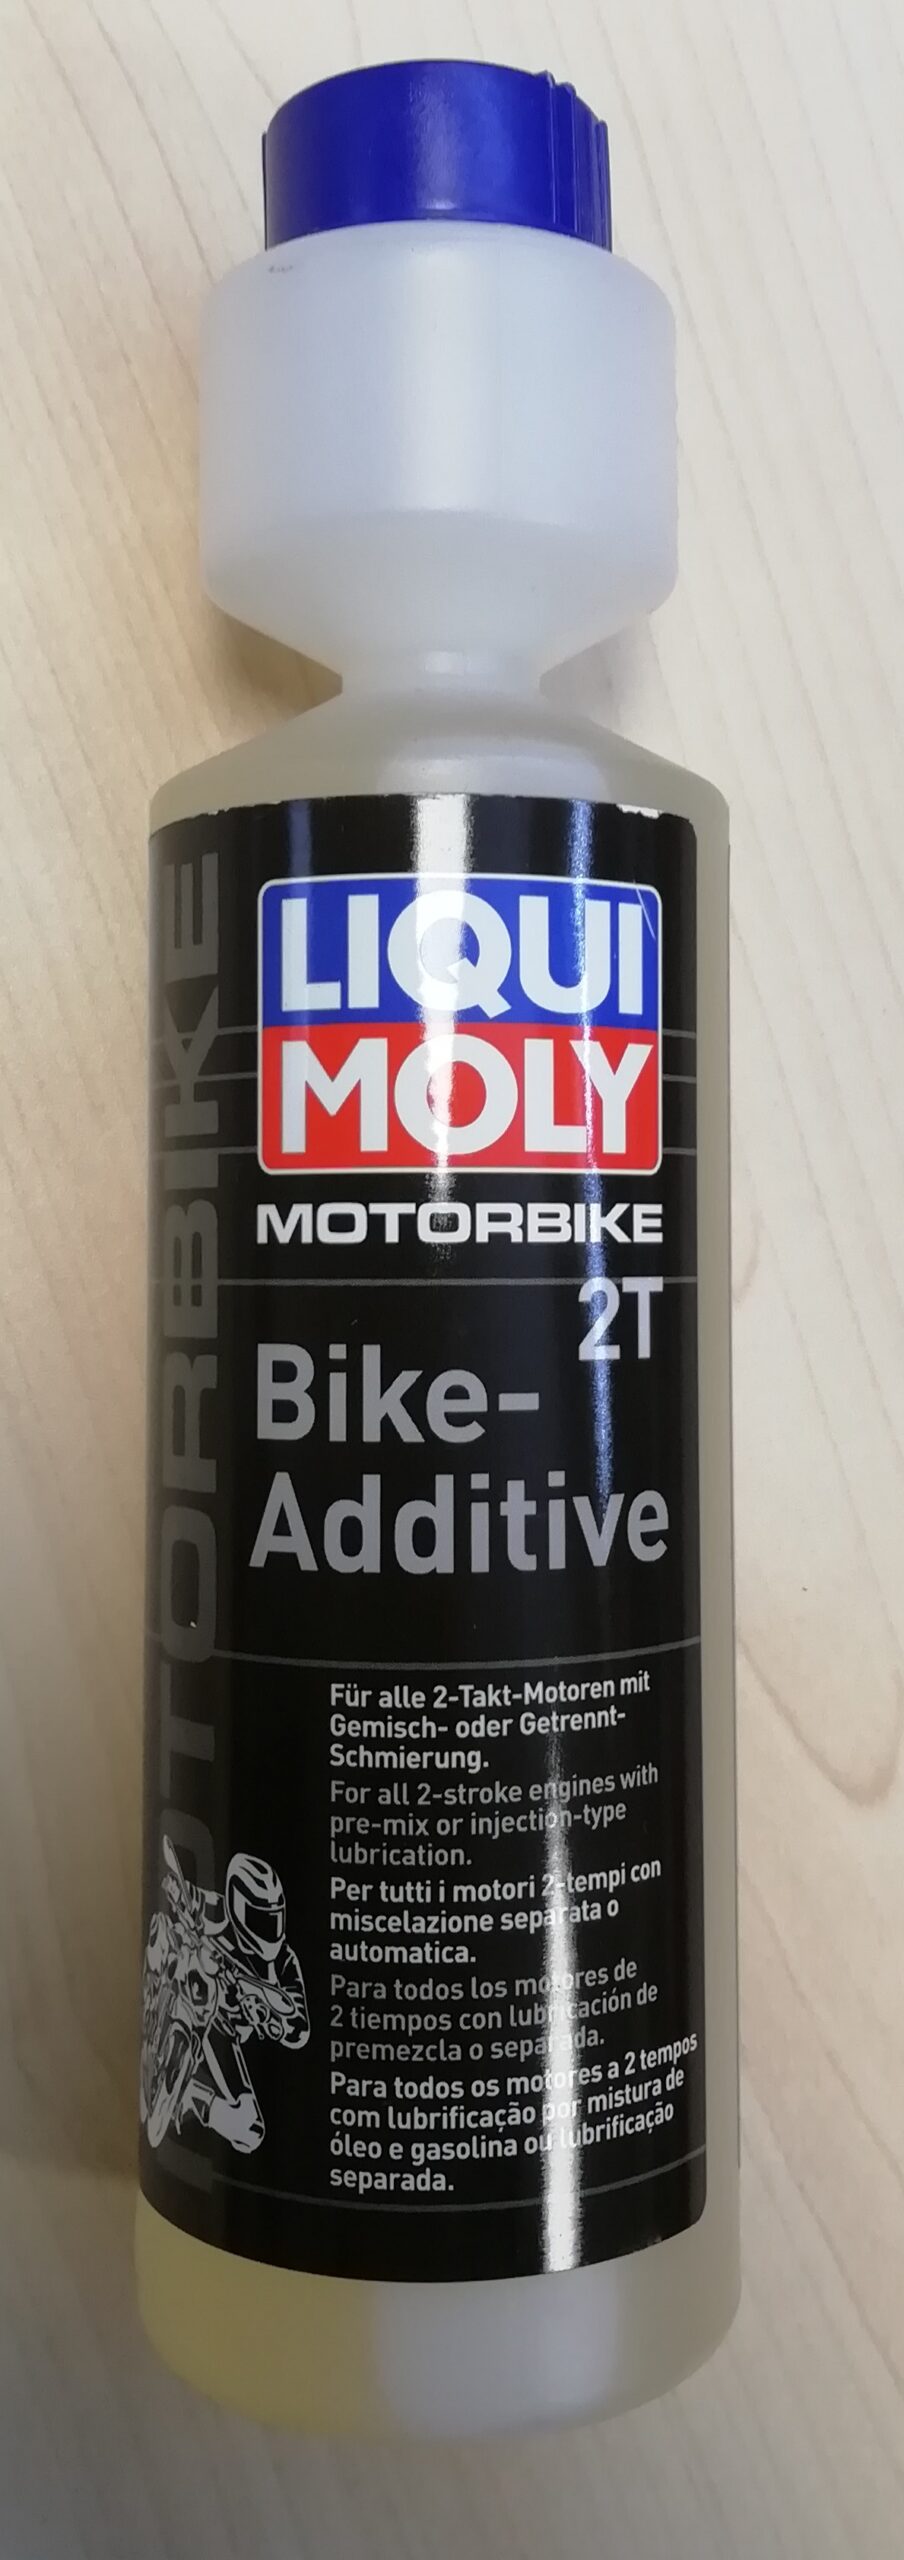 LIQUI
MOLY
MOTORBIKE
2T
Bike-
Additive
MOTORBIKE
Für alle 2-Takt-Motoren mit
Gemisch- oder Getrennt-
Schmierung.
For all 2-stroke engines with
pre-mix or injection-type
lubrication.
Per tutti i motori 2-tempi con
miscelazione separata o
automatica.
Para todos los motores de
2 tiempos con lubricación de
premezcla o separada.
Para todos os motores a 2 tempos
com lubrificação por mistura de
óleo e gasolina ou lubrificação
separada.